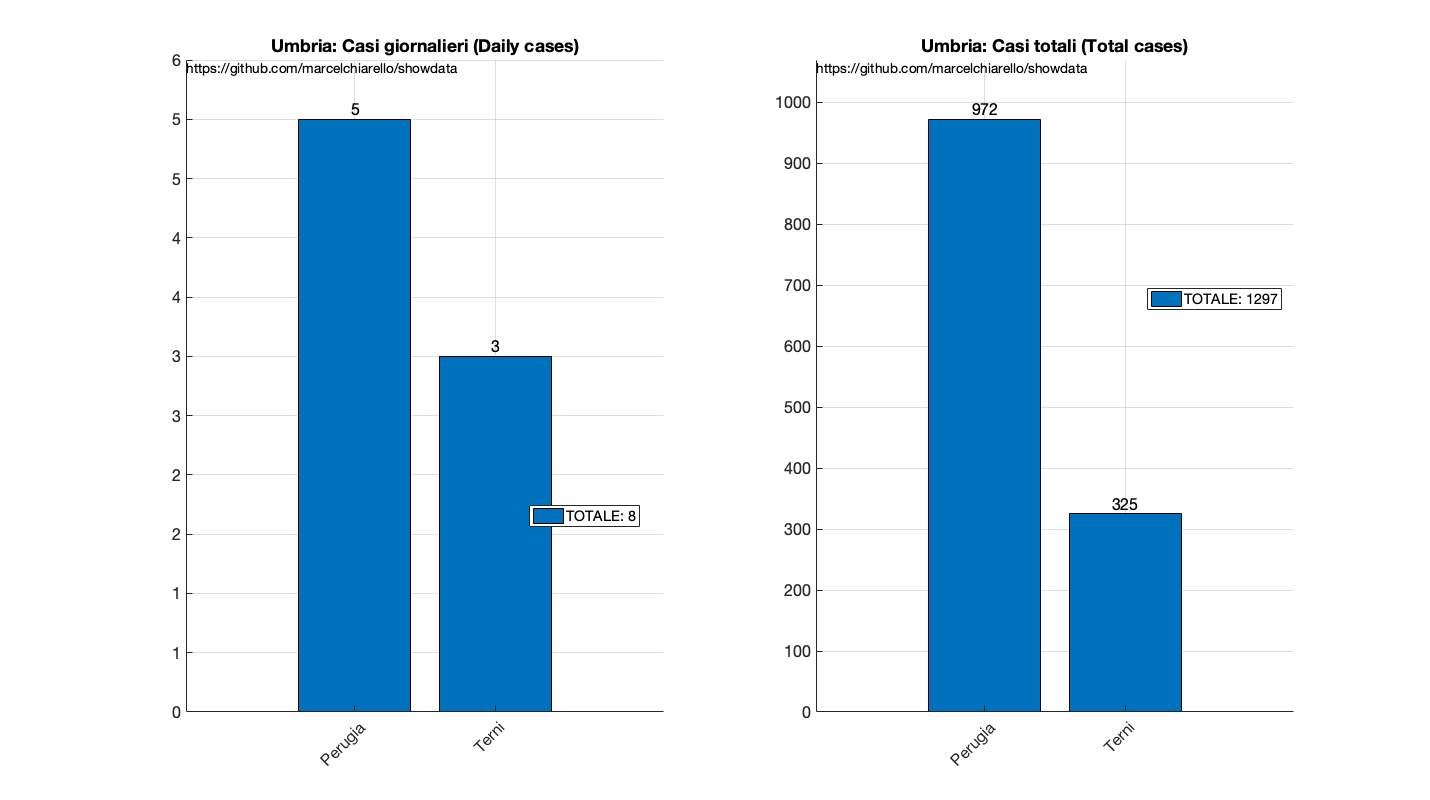 Umbria: Casi giornalieri (Daily cases)
https://github.com/marcelchiarello/showdata
6
5
5
4
4
3
3
2
2
1
1
0
5
3
TOTALE: 8
Perugia
Terni
Umbria: Casi totali (Total cases)
https://github.com/marcelchiarello/showdata
1000
900
800
700
600
500
400
300
200
100
0
972
325
TOTALE: 1297
Perugia
Terni